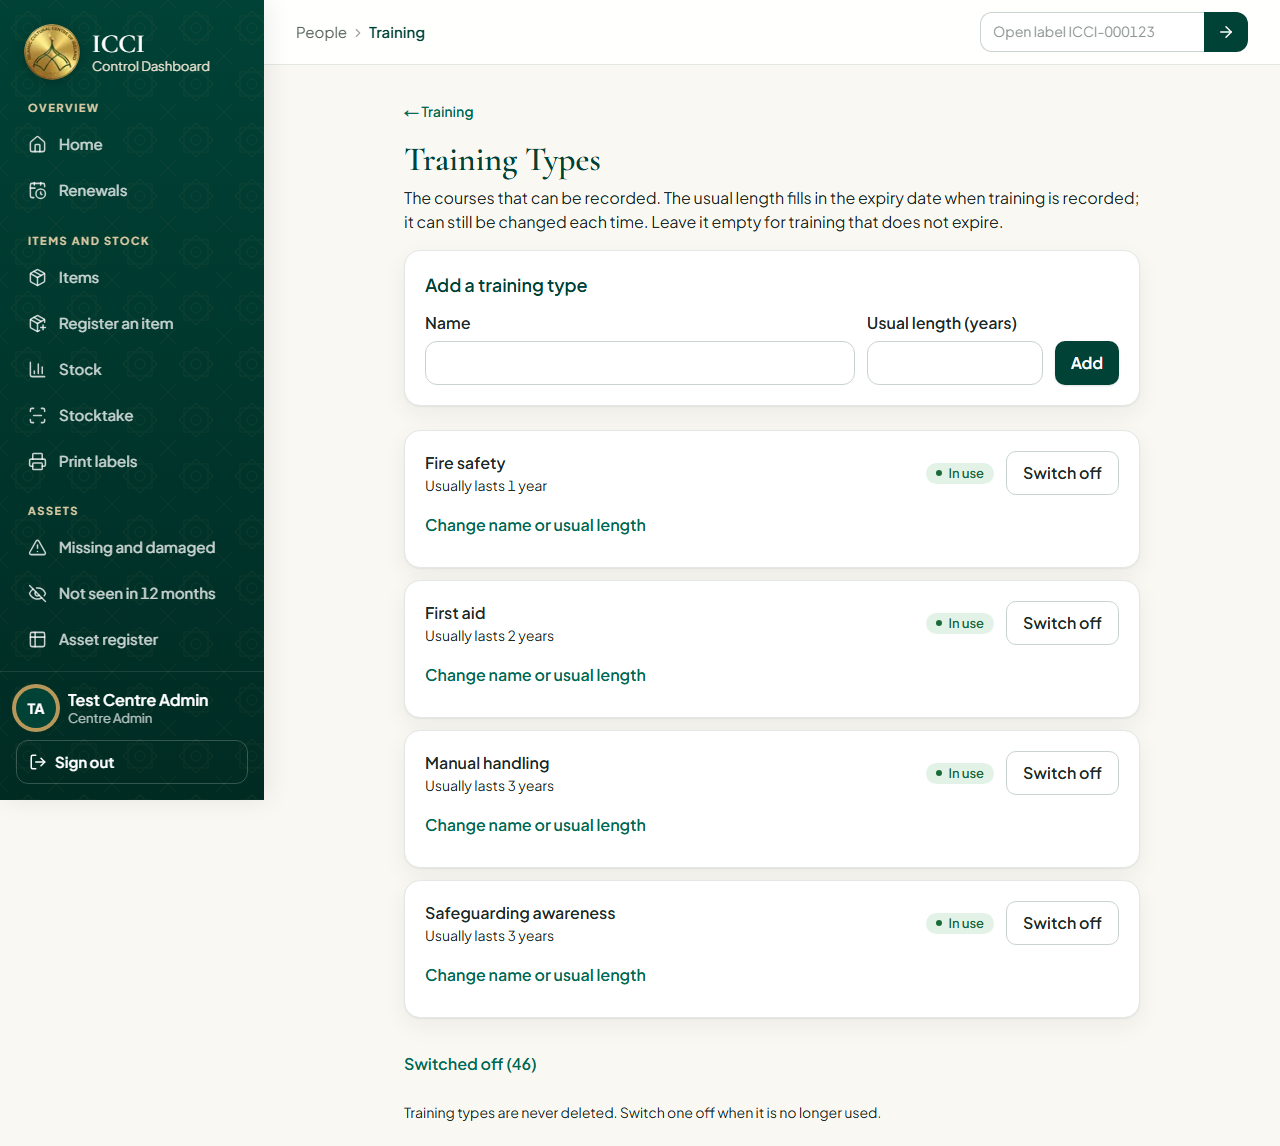 ICCI
Control Dashboard
OVERVIEW
Home
Renewals
ITEMS AND STOCK
Items
Register an item
Stock
Stocktake
Print labels
ASSETS
Missing and damaged
Not seen in 12 months
Asset register
TA
Test Centre Admin
Centre Admin
Sign out
People > Training
Open label ICCI-000123
← Training
Training Types
The courses that can be recorded. The usual length fills in the expiry date when training is recorded;
it can still be changed each time. Leave it empty for training that does not expire.
Add a training type
Name
Usual length (years)
Add
Fire safety
Usually lasts 1 year
In use
Switch off
Change name or usual length
First aid
Usually lasts 2 years
In use
Switch off
Change name or usual length
Manual handling
Usually lasts 3 years
In use
Switch off
Change name or usual length
Safeguarding awareness
Usually lasts 3 years
In use
Switch off
Change name or usual length
Switched off (46)
Training types are never deleted. Switch one off when it is no longer used.